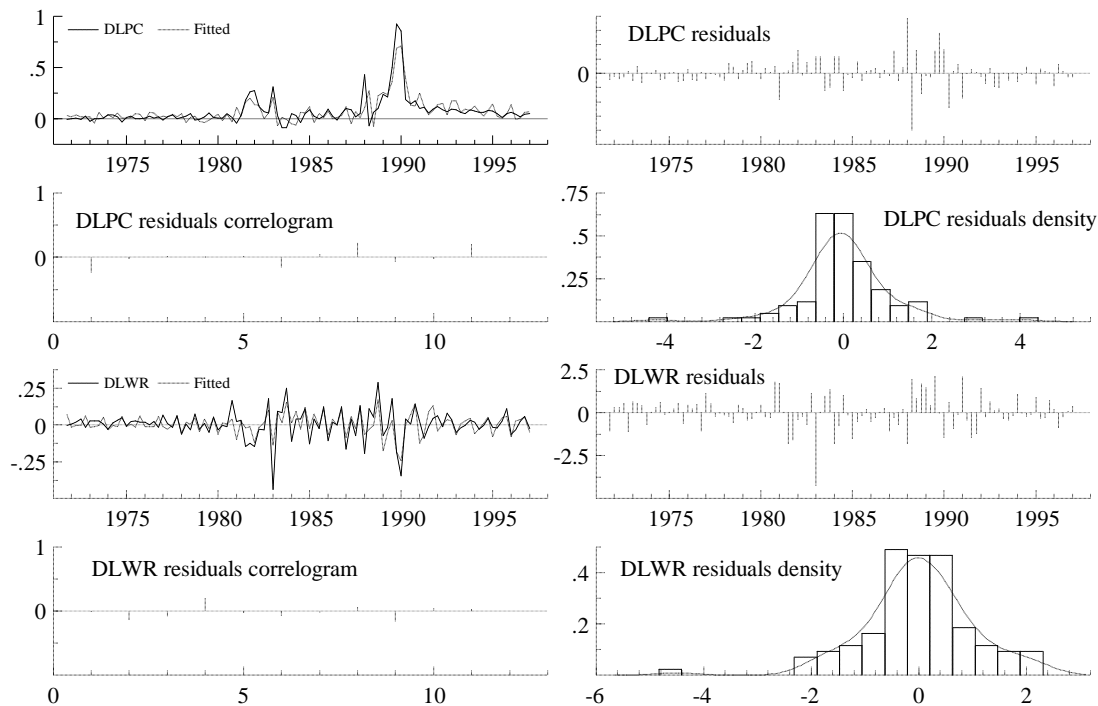 1
DLPC Fitted
.5
0
1975 1980 1985 1990 1995
DLPC residuals
0
1975 1980 1985 1990 1995
1
DLPC residuals correlogram
0
0 5 10
.75
DLPC residuals density
.5
.25
-4 -2 0 2 4
.25
DLWR Fitted
0
-.25
1975 1980 1985 1990 1995
2.5
DLWR residuals
0
-2.5
1975 1980 1985 1990 1995
1
DLWR residuals correlogram
0
0 5 10
.4
DLWR residuals density
.2
-6 -4 -2 0 2